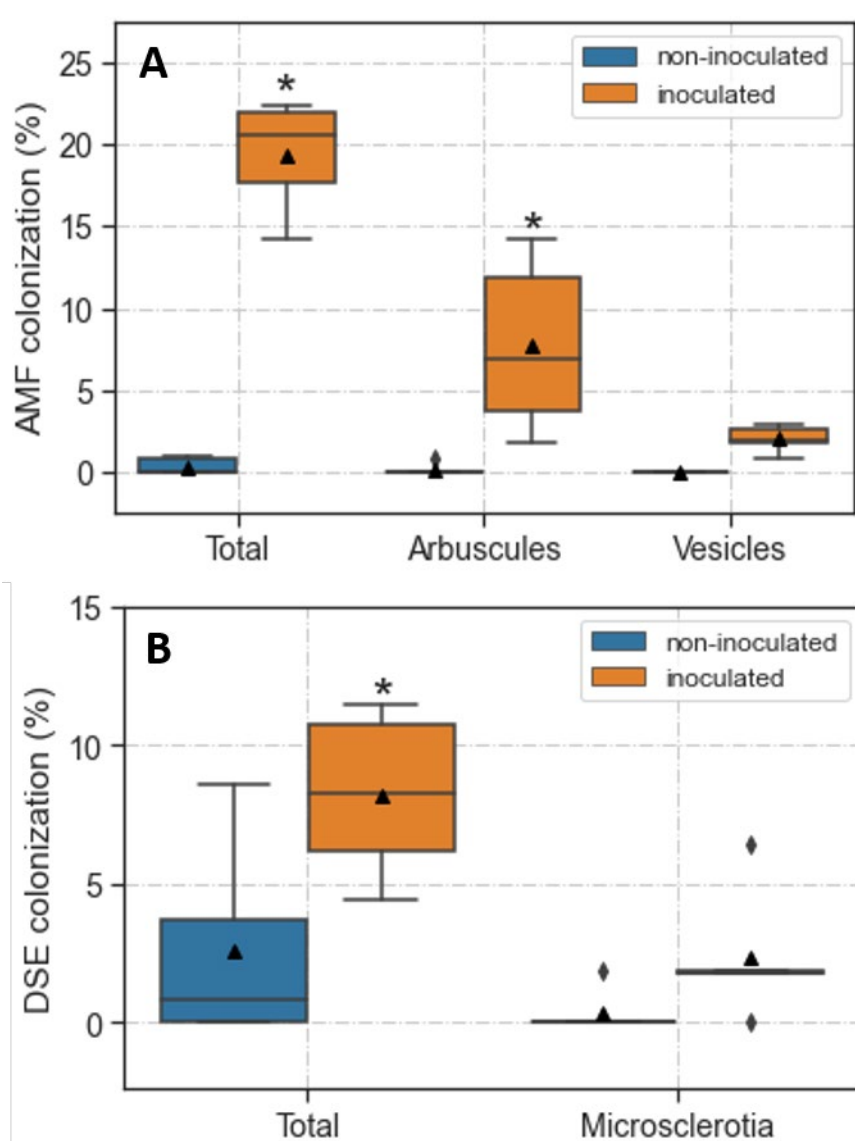 A
AMF colonization (%)
25
20
15
10
5
0
*
*
non-inoculated
inoculated
Total
Arbuscules
Vesicles
B
DSE colonization (%)
15
10
5
0
*
non-inoculated
inoculated
Total
Microsclerotia